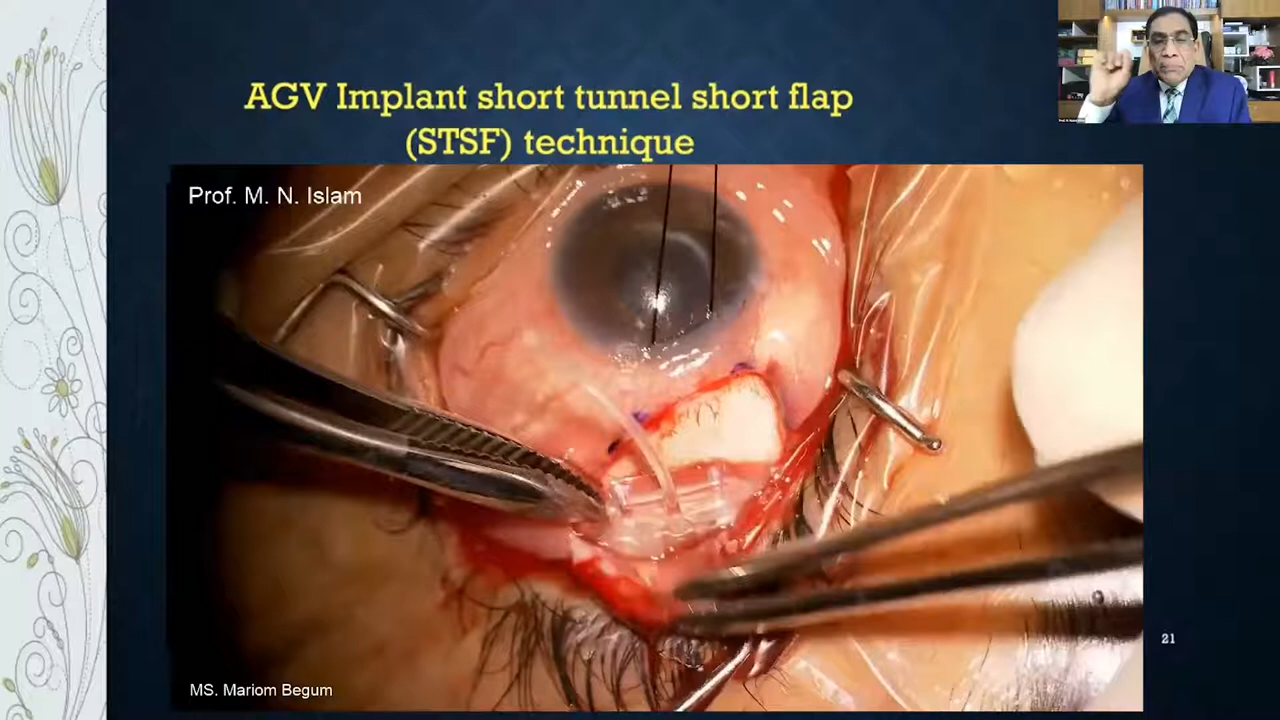 AGV Implant short tunnel short flap
(STSF) technique
Prof. M. N. Islam
MS. Mariom Begum
21